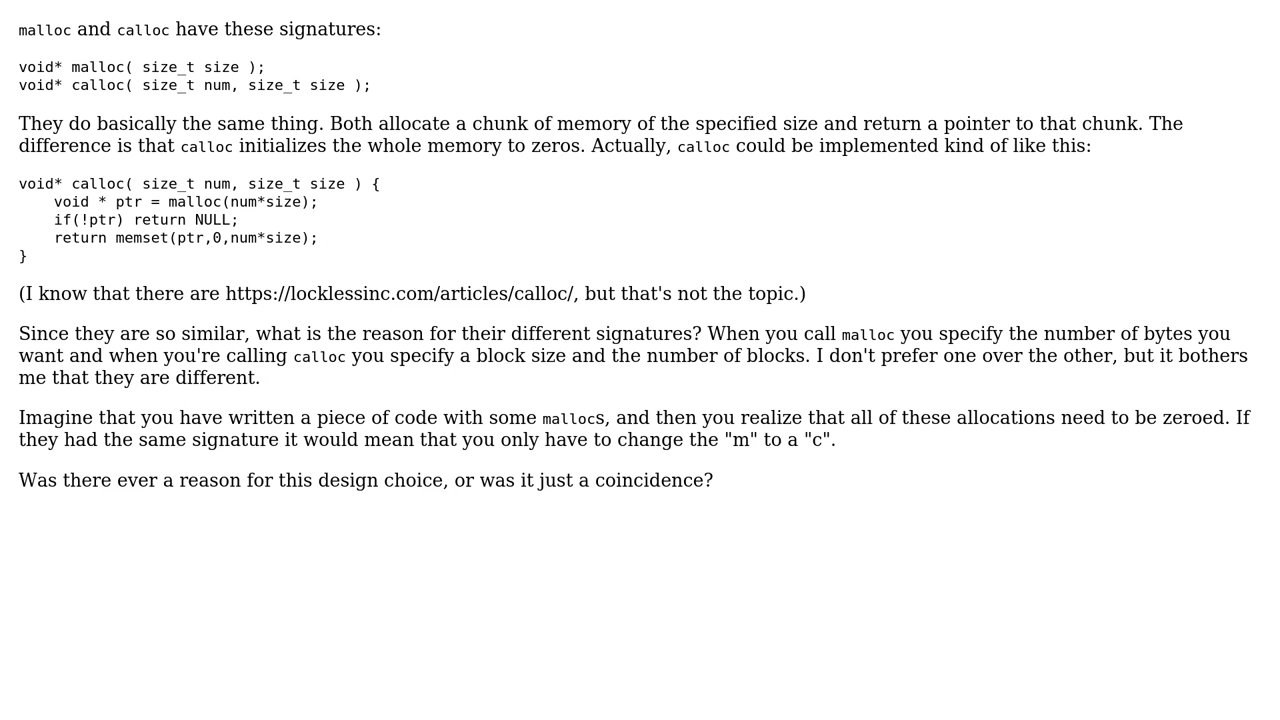 malloc and calloc have these signatures:
void* malloc( size_t size );
void* calloc( size_t num, size_t size );
They do basically the same thing. Both allocate a chunk of memory of the specified size and return a pointer to that chunk. The
difference is that calloc initializes the whole memory to zeros. Actually, calloc could be implemented kind of like this:
void* calloc( size_t num, size_t size ) {
    void * ptr = malloc(num*size);
    if(!ptr) return NULL;
    return memset(ptr,0,num*size);
}
(I know that there are https://locklessinc.com/articles/calloc/, but that's not the topic.)
Since they are so similar, what is the reason for their different signatures? When you call malloc you specify the number of bytes you
want and when you're calling calloc you specify a block size and the number of blocks. I don't prefer one over the other, but it bothers
me that they are different.
Imagine that you have written a piece of code with some mallocs, and then you realize that all of these allocations need to be zeroed. If
they had the same signature it would mean that you only have to change the "m" to a "c".
Was there ever a reason for this design choice, or was it just a coincidence?